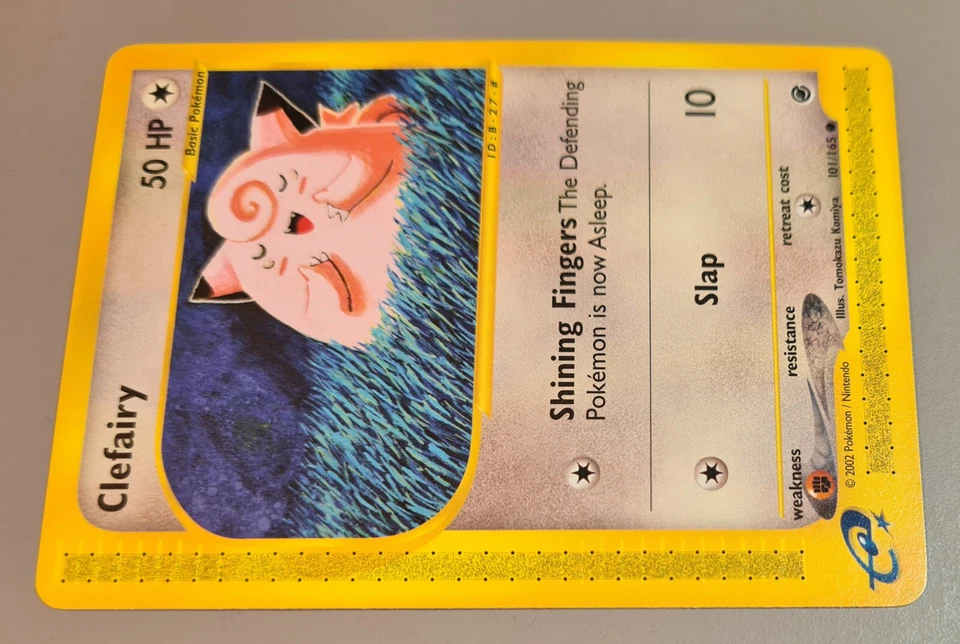 Clefairy
50 HP
Basic Pokémon
ID:B-27-#
Shining Fingers The Defending
Pokémon is now Asleep.
Slap 10
weakness resistance retreat cost
Illus. Tomokazu Komiya 101/165
© 2002 Pokémon / Nintendo
e